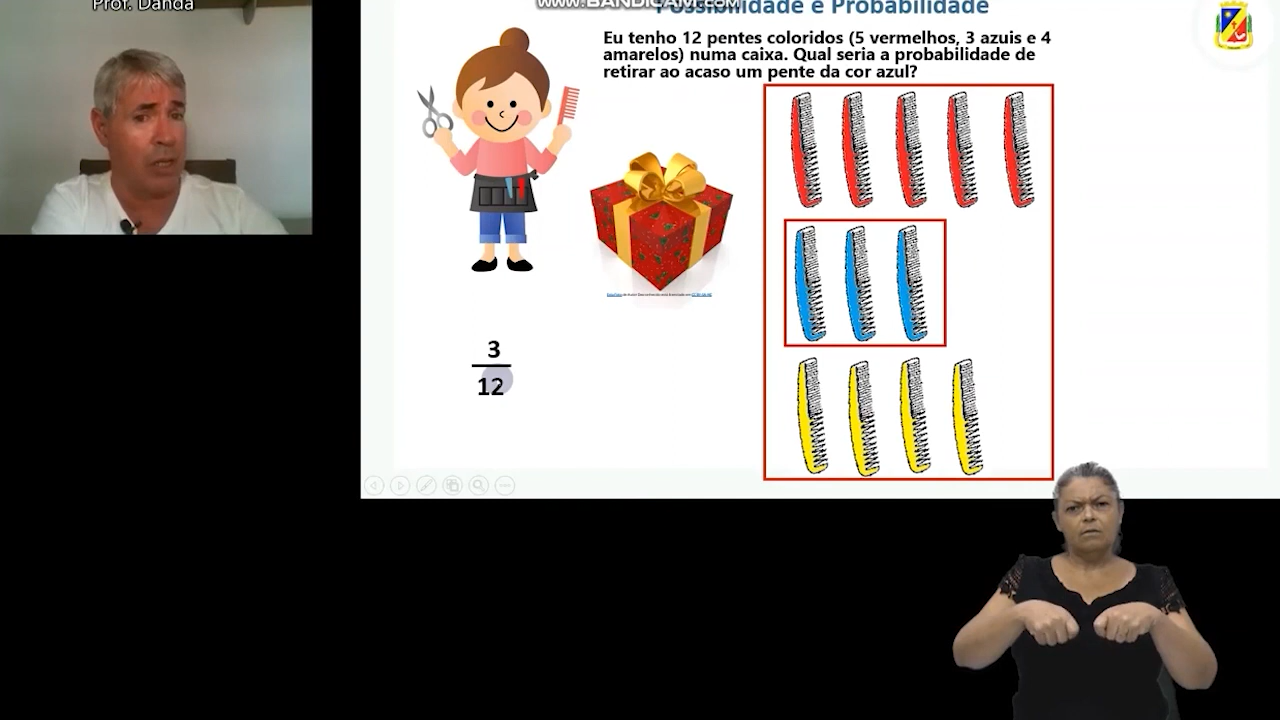 Prof. Danda
WWW.BANDICAM.COM
Possibilidade e Probabilidade
Eu tenho 12 pentes coloridos (5 vermelhos, 3 azuis e 4
amarelos) numa caixa. Qual seria a probabilidade de
retirar ao acaso um pente da cor azul?
3
12